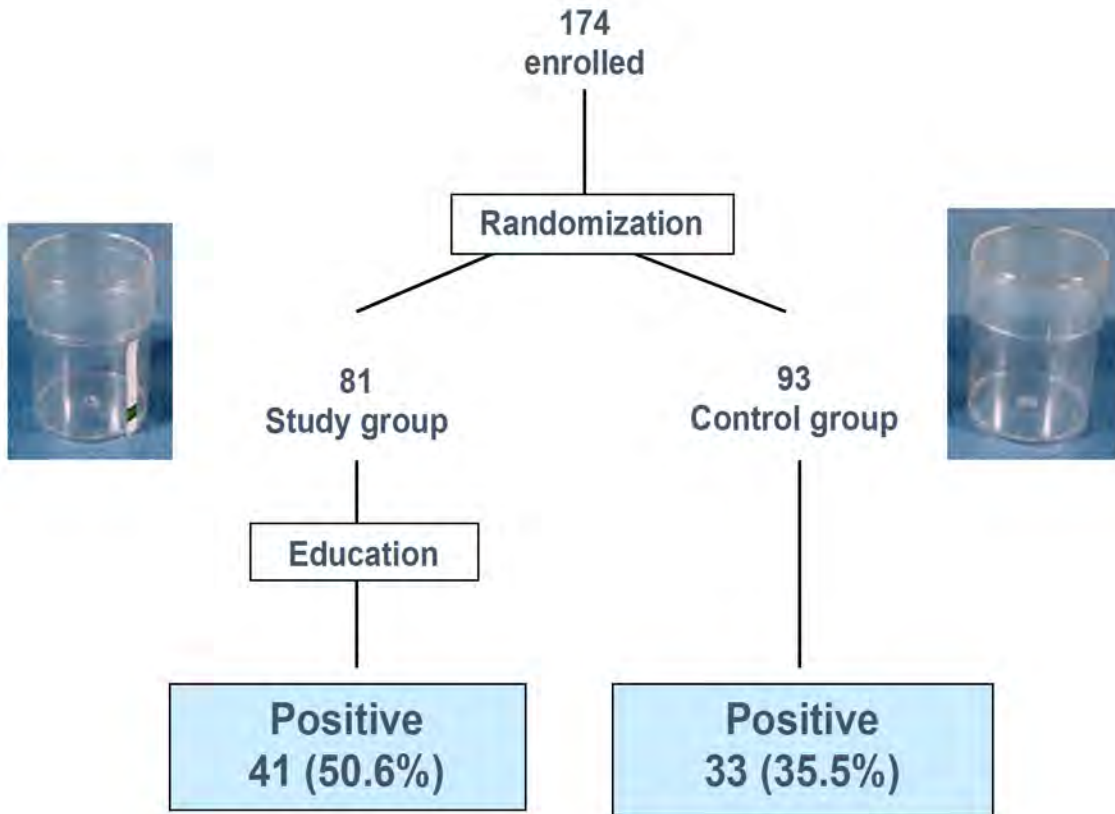 174
enrolled
Randomization
81
Study group
93
Control group
Education
Positive
41 (50.6%)
Positive
33 (35.5%)